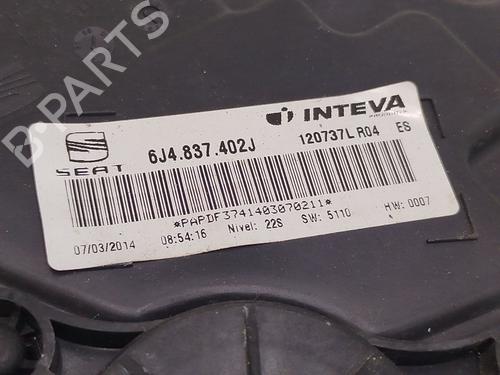 B-PARTS
INTEVA
SEAT
6J4.837.402J
120737L R04 ES
*PAPDF3741403070211*
07/03/2014 08:54:16 Nivel: 22S SW: 5110 HW: 0007